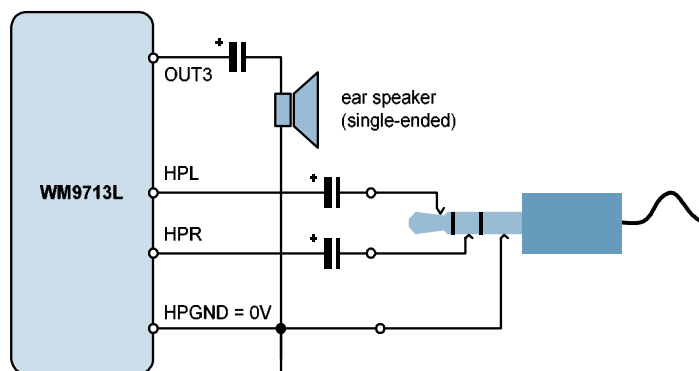 +
OUT3
ear speaker
(single-ended)
HPL
+
WM9713L
HPR
+
HPGND = 0V